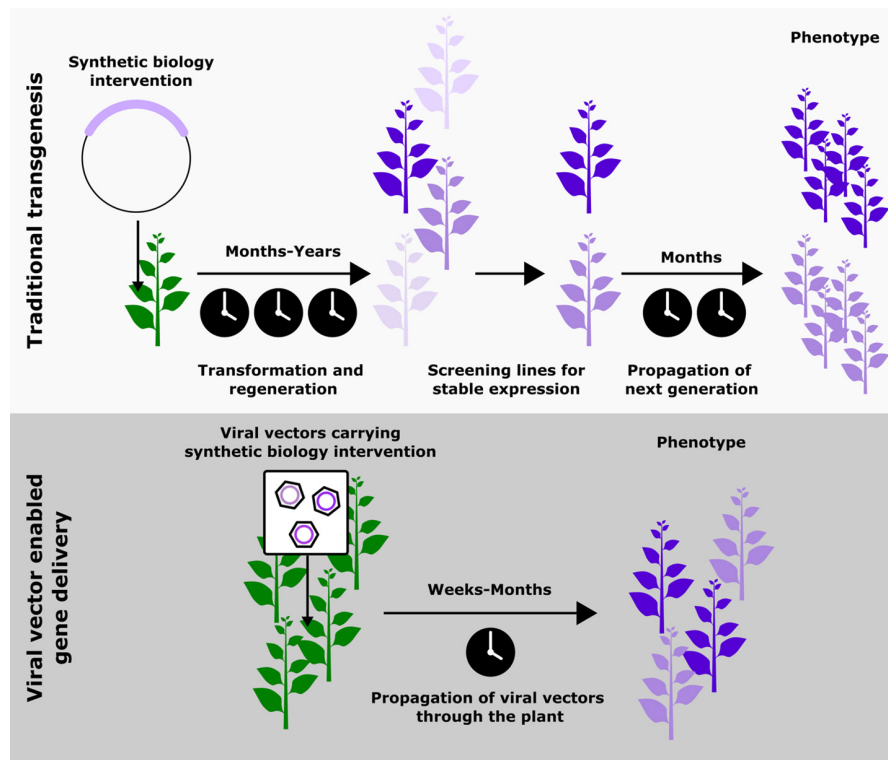 Traditional transgenesis
Synthetic biology
intervention
Months-Years
Transformation and
regeneration
Screening lines for
stable expression
Months
Propagation of
next generation
Phenotype
Viral vector enabled
gene delivery
Viral vectors carrying
synthetic biology intervention
Weeks-Months
Propagation of viral vectors
through the plant
Phenotype